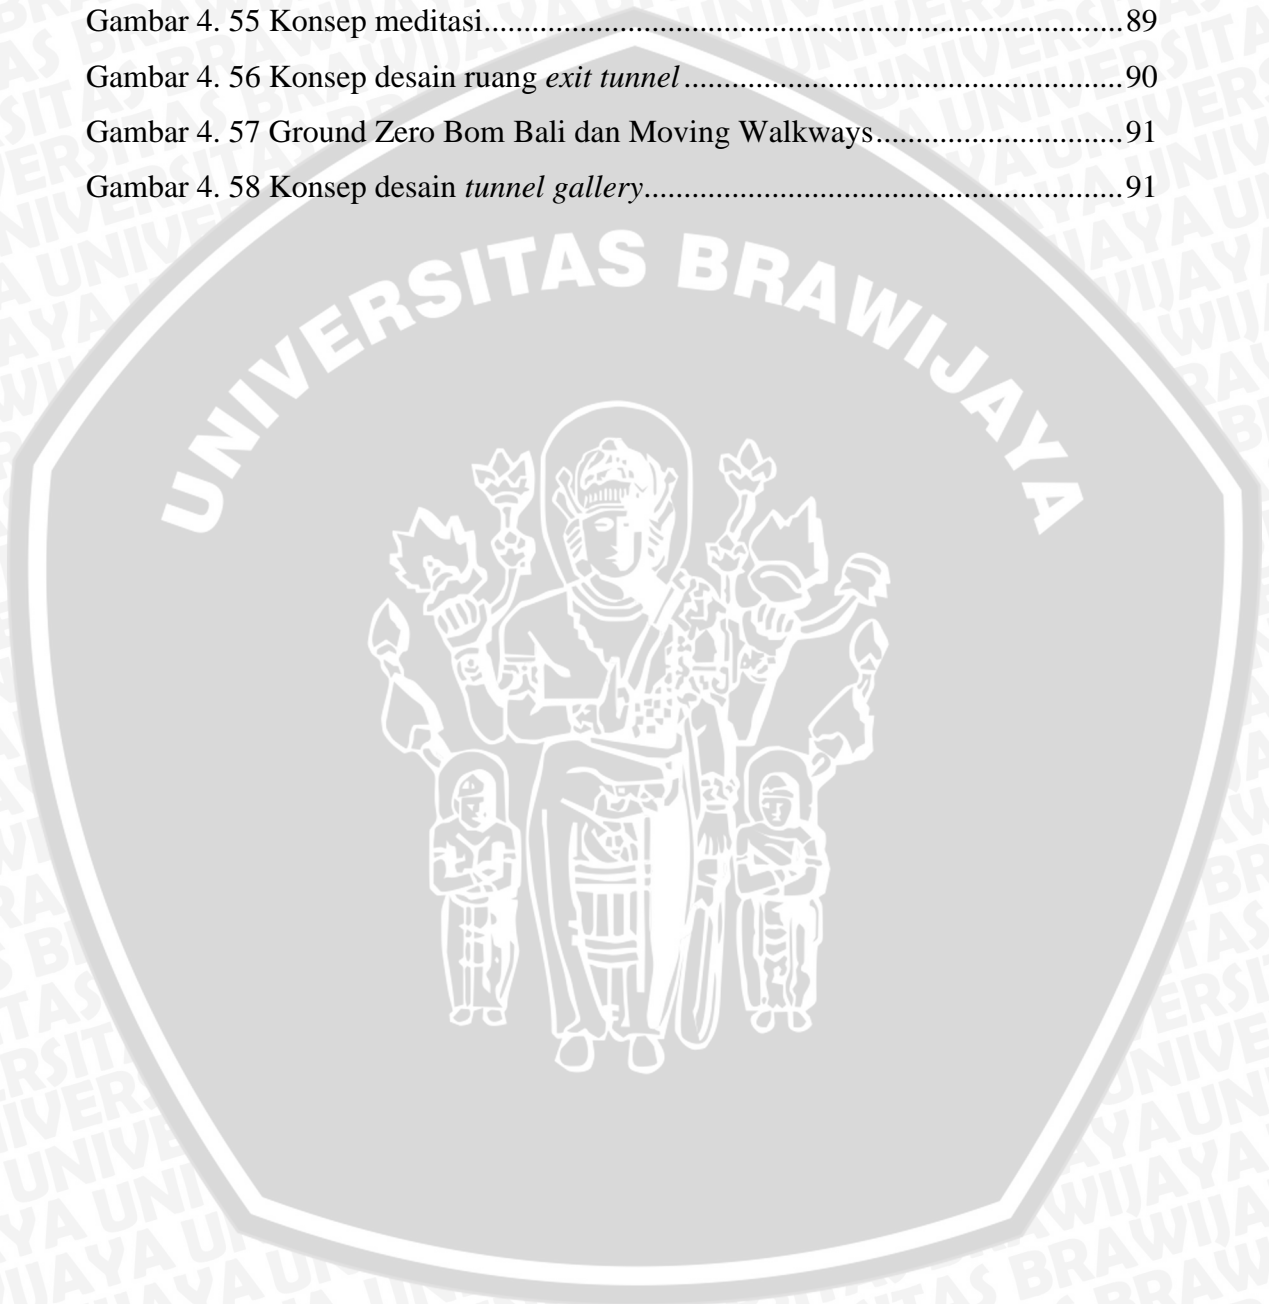 Gambar 4. 55 Konsep meditasi................................................................................89
Gambar 4. 56 Konsep desain ruang exit tunnel...........................................................90
Gambar 4. 57 Ground Zero Bom Bali dan Moving Walkways...............................91
Gambar 4. 58 Konsep desain tunnel gallery............................................................91
UNIVERSITAS BRAWIJAYA